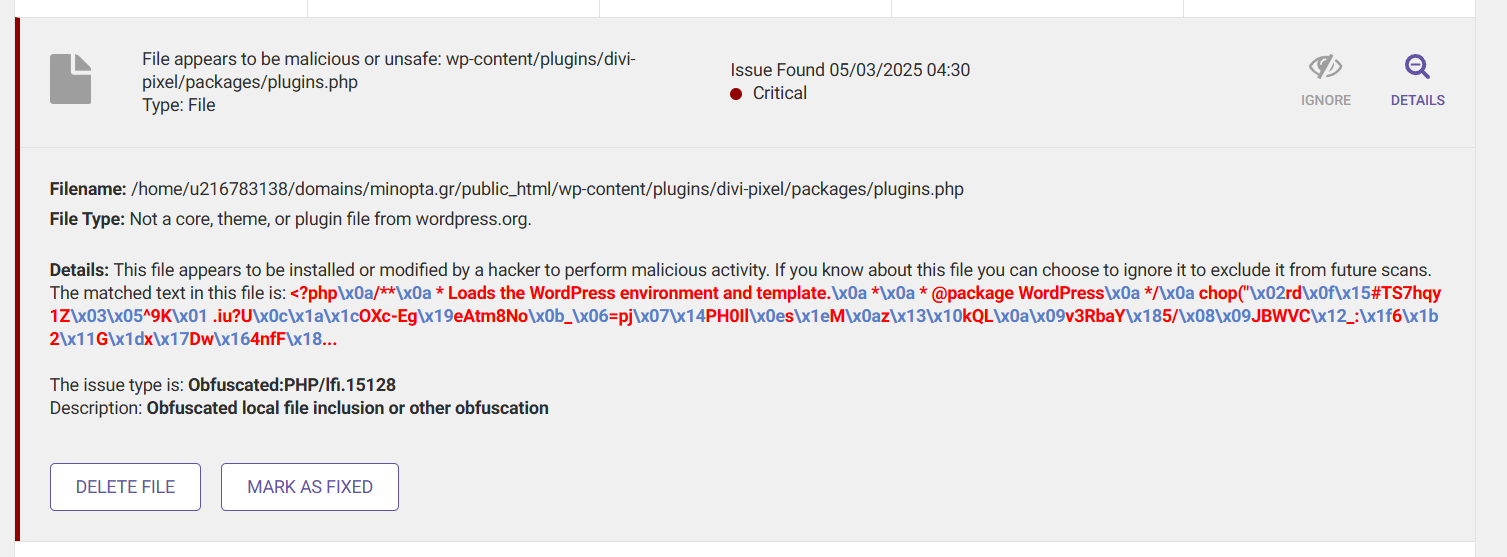 File appears to be malicious or unsafe: wp-content/plugins/divi-
pixel/packages/plugins.php
Type: File
Issue Found 05/03/2025 04:30
Critical
IGNORE
DETAILS
Filename: /home/u216783138/domains/minopta.gr/public_html/wp-content/plugins/divi-pixel/packages/plugins.php
File Type: Not a core, theme, or plugin file from wordpress.org.
Details: This file appears to be installed or modified by a hacker to perform malicious activity. If you know about this file you can choose to ignore it to exclude it from future scans.
The matched text in this file is: <?php\x0a/**\x0a * Loads the WordPress environment and template.\x0a *\x0a * @package WordPress\x0a */\x0a chop("\x02rd\x0f\x15#TS7hqy
1Z\x03\x05^9K\x01 .iu?U\x0c\x1a\x1cOXc-Eg\x19eAtm8No\x0b_\x06=pj\x07\x14PH0Il\x0es\x1eM\x0az\x13\x10kQL\x0a\x09v3RbaY\x185/\x08\x09JBWVC\x12_:\x1f6\x1b
2\x11G\x1dx\x17Dw\x164nfF\x18...
The issue type is: Obfuscated:PHP/lfi.15128
Description: Obfuscated local file inclusion or other obfuscation
DELETE FILE
MARK AS FIXED